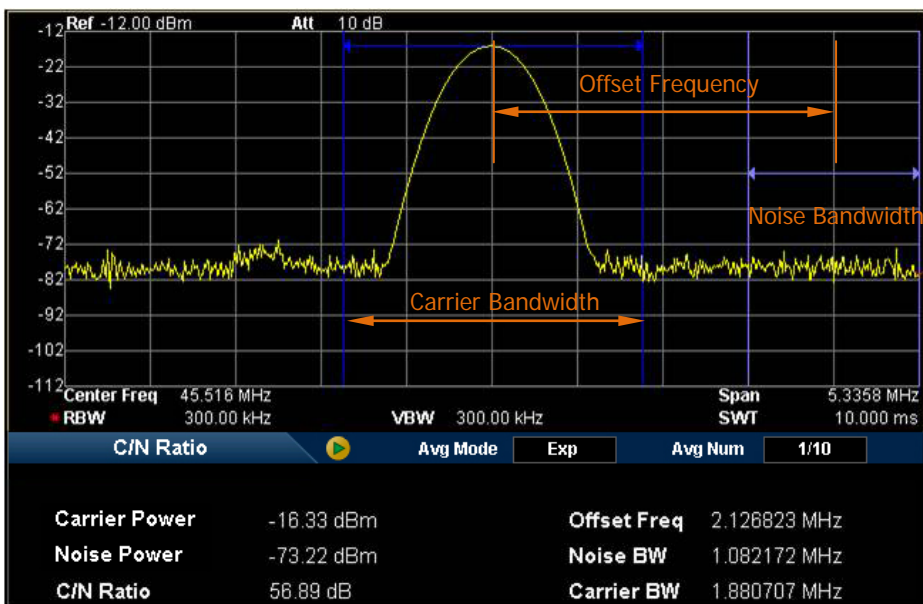 Ref -12.00 dBm Att 10 dB
-12
-22
Offset Frequency
-32
-42
-52
-62
Noise Bandwidth
-72
-82
Carrier Bandwidth
-92
-102
-112
Center Freq 45.516 MHz Span 5.3358 MHz
RBW 300.00 kHz VBW 300.00 kHz SWT 10.000 ms
C/N Ratio Avg Mode Exp Avg Num 1/10
Carrier Power -16.33 dBm Offset Freq 2.126823 MHz
Noise Power -73.22 dBm Noise BW 1.082172 MHz
C/N Ratio 56.89 dB Carrier BW 1.880707 MHz